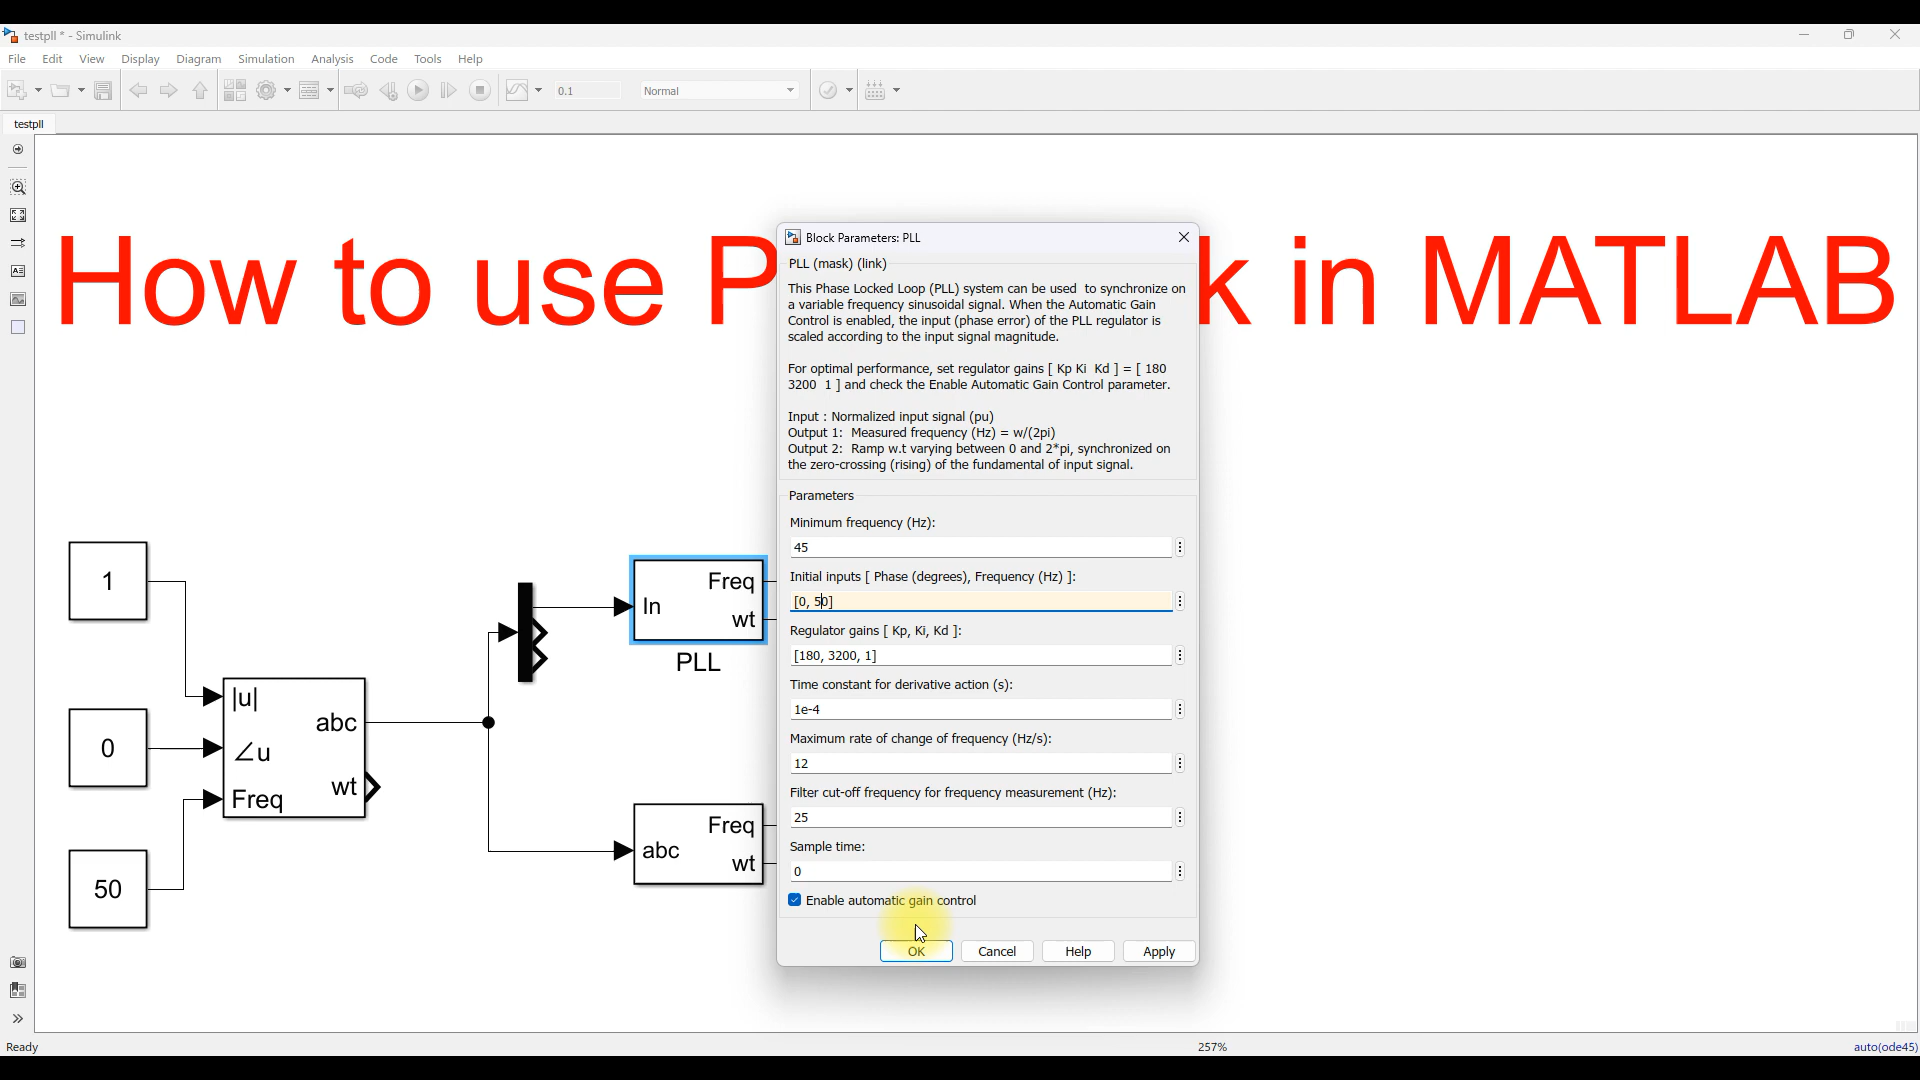 testpll * - Simulink
File Edit View Display Diagram Simulation Analysis Code Tools Help
0.1 Normal
testpll
How to use P
k in MATLAB
Block Parameters: PLL
PLL (mask) (link)
This Phase Locked Loop (PLL) system can be used to synchronize on
a variable frequency sinusoidal signal. When the Automatic Gain
Control is enabled, the input (phase error) of the PLL regulator is
scaled according to the input signal magnitude.
For optimal performance, set regulator gains [ Kp Ki Kd ] = [ 180
3200 1 ] and check the Enable Automatic Gain Control parameter.
Input : Normalized input signal (pu)
Output 1: Measured frequency (Hz) = w/(2pi)
Output 2: Ramp w.t varying between 0 and 2*pi, synchronized on
the zero-crossing (rising) of the fundamental of input signal.
Parameters
Minimum frequency (Hz):
45
Initial inputs [ Phase (degrees), Frequency (Hz) ]:
[0, 50]
Regulator gains [ Kp, Ki, Kd ]:
[180, 3200, 1]
Time constant for derivative action (s):
1e-4
Maximum rate of change of frequency (Hz/s):
12
Filter cut-off frequency for frequency measurement (Hz):
25
Sample time:
0
Enable automatic gain control
OK Cancel Help Apply
1
0
50
|u|
∠u
Freq
abc
wt
In
Freq
wt
PLL
abc
Freq
wt
Ready
257%
auto(ode45)